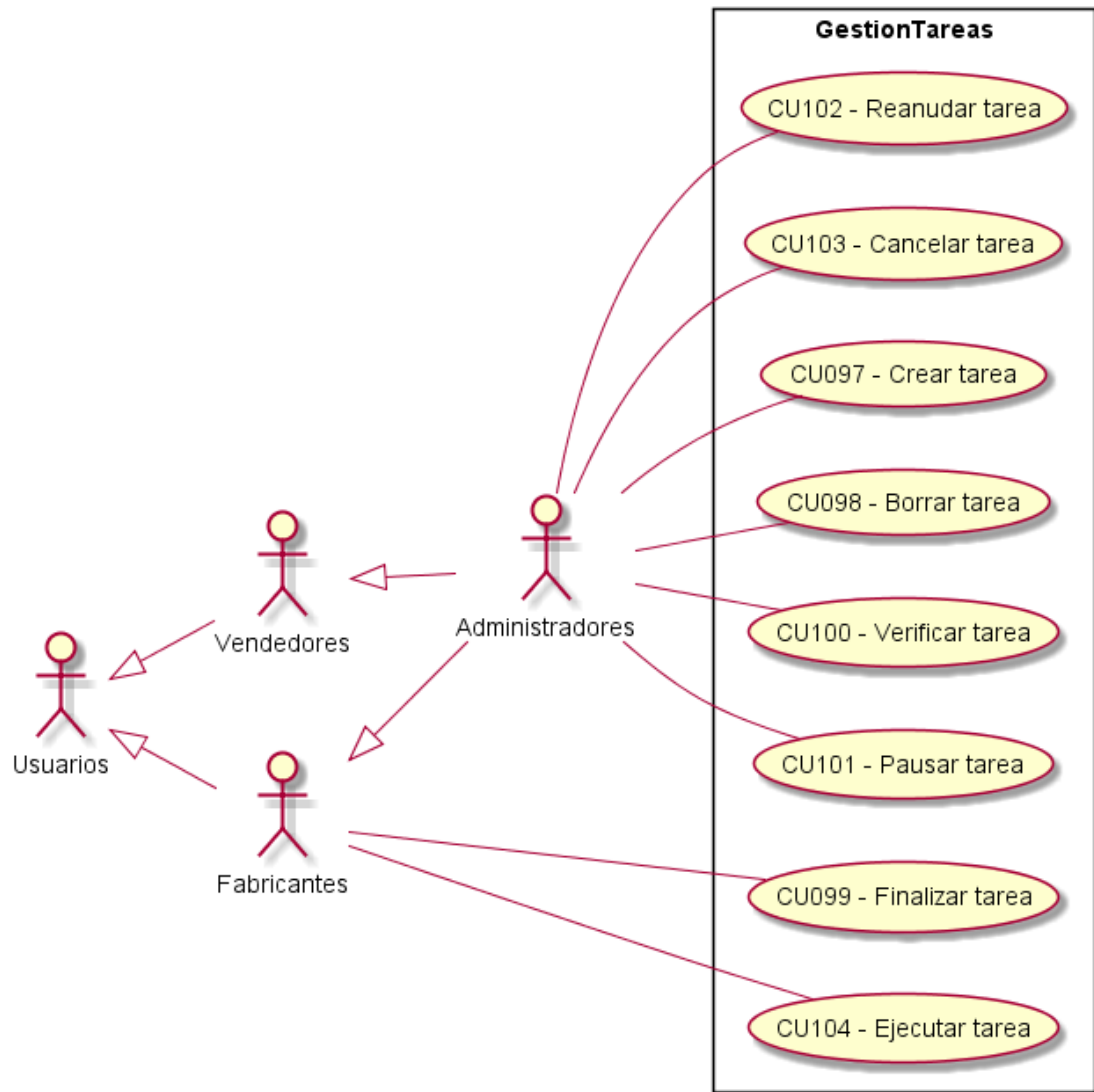 GestionTareas
CU102 - Reanudar tarea
CU103 - Cancelar tarea
CU097 - Crear tarea
CU098 - Borrar tarea
CU100 - Verificar tarea
Administradores
Vendedores
CU101 - Pausar tarea
Usuarios
Fabricantes
CU099 - Finalizar tarea
CU104 - Ejecutar tarea